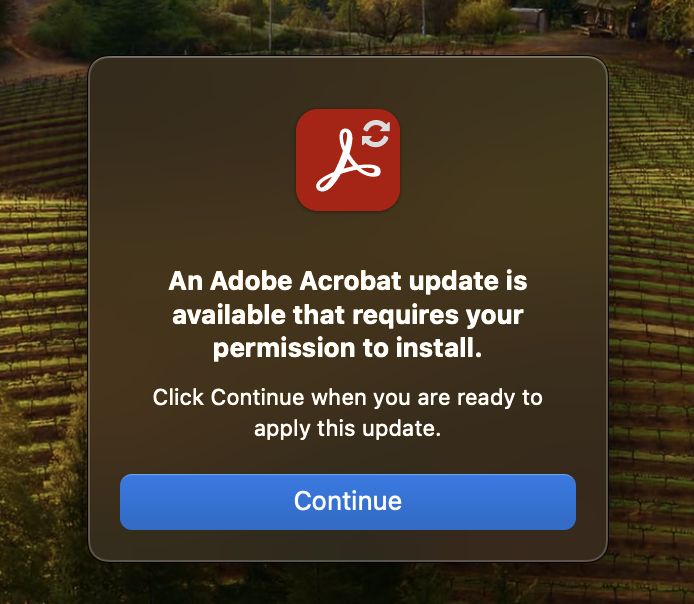 An Adobe Acrobat update is
available that requires your
permission to install.
Click Continue when you are ready to
apply this update.
Continue